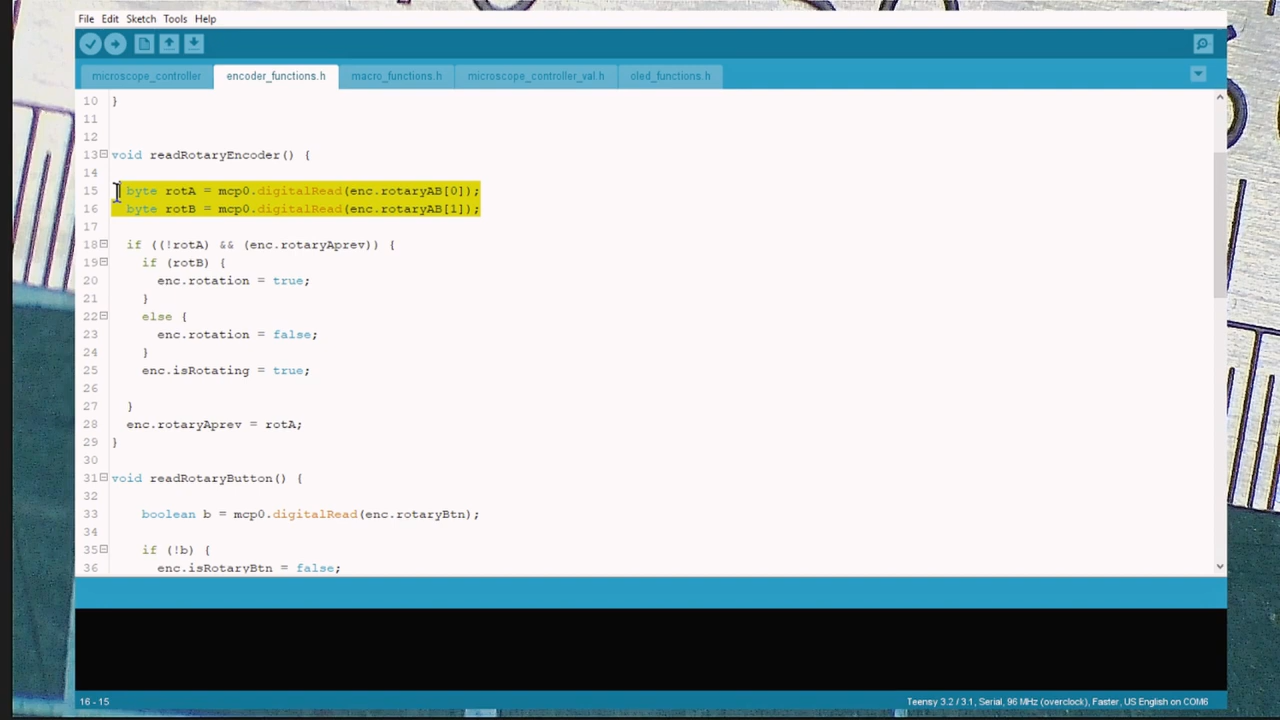 File Edit Sketch Tools Help
microscope_controller encoder_functions.h macro_functions.h microscope_controller_val.h oled_functions.h
10 }
11
12
13 void readRotaryEncoder() {
14
15 byte rotA = mcp0.digitalRead(enc.rotaryAB[0]);
16 byte rotB = mcp0.digitalRead(enc.rotaryAB[1]);
17
18 if ((!rotA) && (enc.rotaryAprev)) {
19 if (rotB) {
20 enc.rotation = true;
21 }
22 else {
23 enc.rotation = false;
24 }
25 enc.isRotating = true;
26
27 }
28 enc.rotaryAprev = rotA;
29 }
30
31 void readRotaryButton() {
32
33 boolean b = mcp0.digitalRead(enc.rotaryBtn);
34
35 if (!b) {
36 enc.isRotaryBtn = false;
16 - 15 Teensy 3.2 / 3.1, Serial, 96 MHz (overclock), Faster, US English on COM6